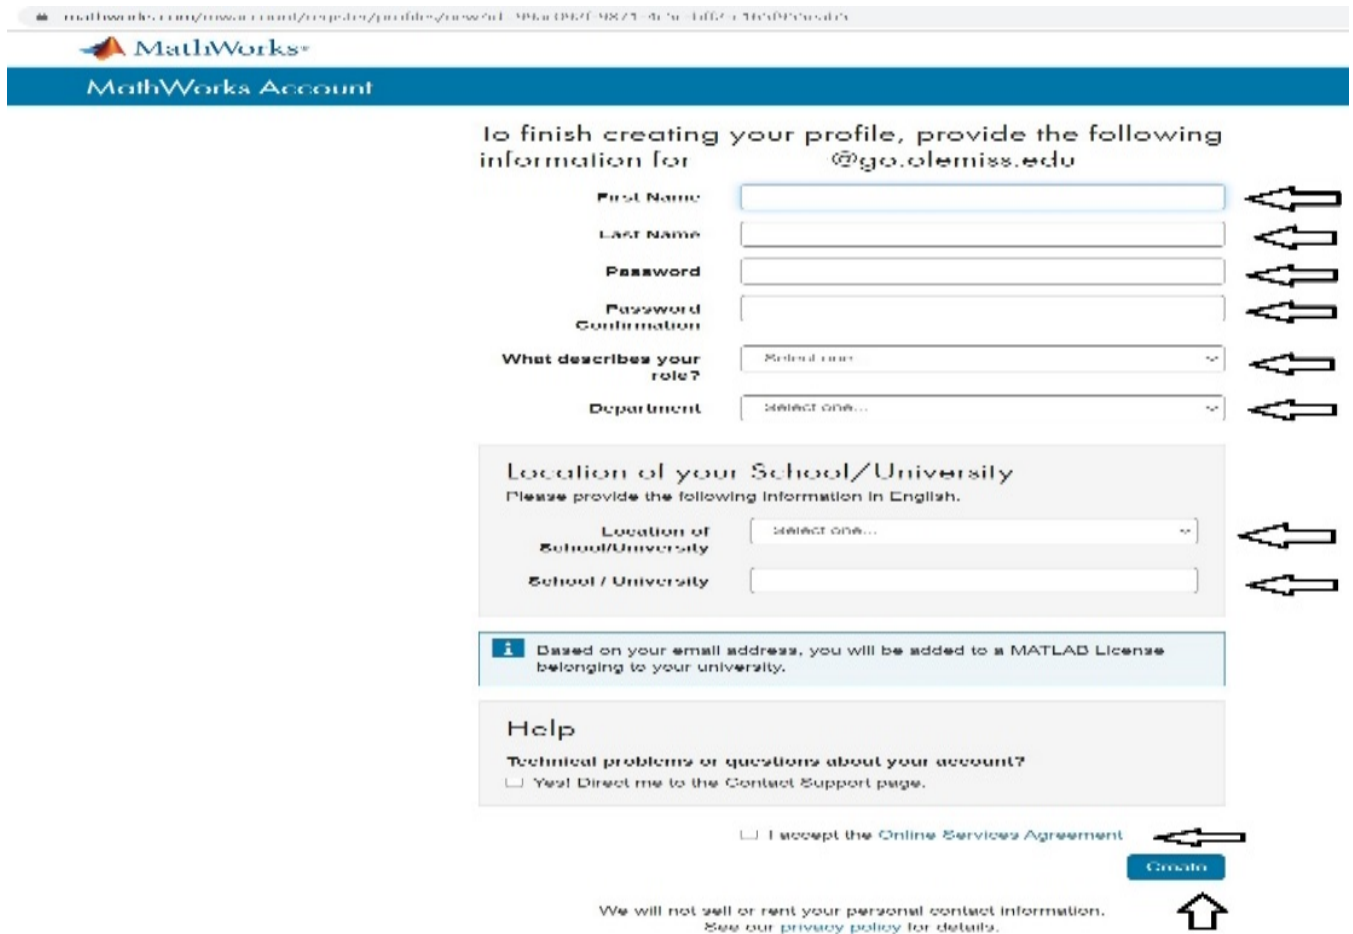 MathWorks®
MathWorks Account
To finish creating your profile, provide the following
information for @go.olemiss.edu
First Name
Last Name
Password
Password
Confirmation
What describes your
role?
Select one
Department
Select one...
Location of your School/University
Please provide the following information in English.
Location of
School/University
Select one...
School / University
i Based on your email address, you will be added to a MATLAB License
belonging to your university.
Help
Technical problems or questions about your account?
Yes! Direct me to the Contact Support page.
I accept the Online Services Agreement
Create
We will not sell or rent your personal contact information.
See our privacy policy for details.